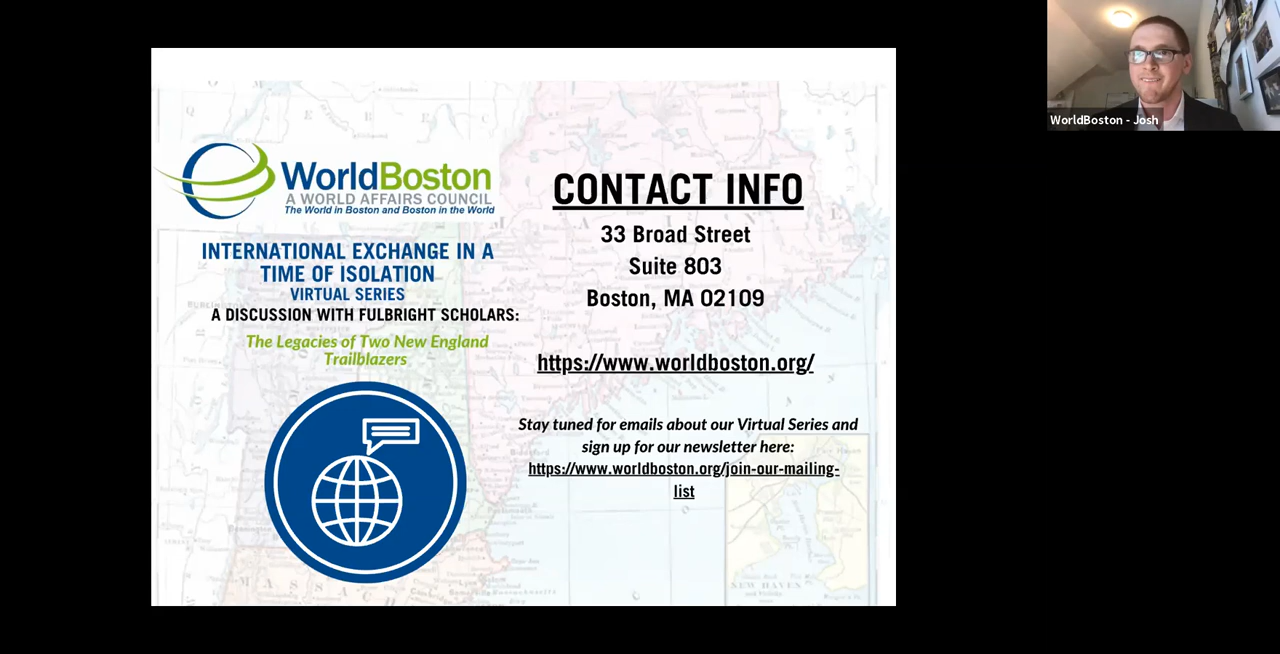 WorldBoston
A WORLD AFFAIRS COUNCIL
The World in Boston and Boston in the World
INTERNATIONAL EXCHANGE IN A
TIME OF ISOLATION
VIRTUAL SERIES
A DISCUSSION WITH FULBRIGHT SCHOLARS:
The Legacies of Two New England
Trailblazers
CONTACT INFO
33 Broad Street
Suite 803
Boston, MA 02109
https://www.worldboston.org/
Stay tuned for emails about our Virtual Series and
sign up for our newsletter here:
https://www.worldboston.org/join-our-mailing-
list
NEW HAVEN
WorldBoston - Josh